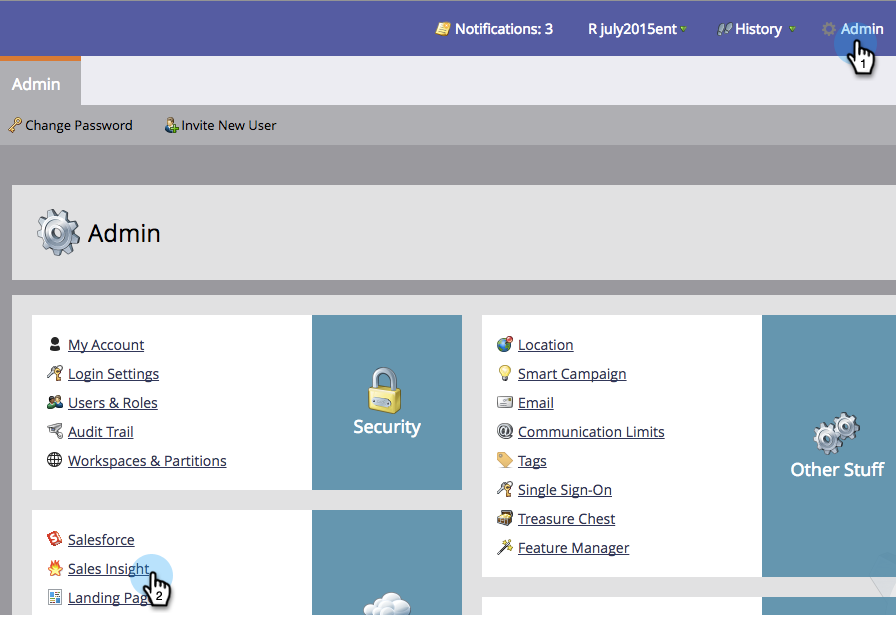 Notifications: 3 R july2015ent History Admin
1
Admin
Change Password Invite New User
Admin
My Account
Login Settings
Users & Roles
Audit Trail
Workspaces & Partitions
Security
Location
Smart Campaign
Email
Communication Limits
Tags
Single Sign-On
Treasure Chest
Feature Manager
Other Stuff
Salesforce
Sales Insight
2
Landing Pag